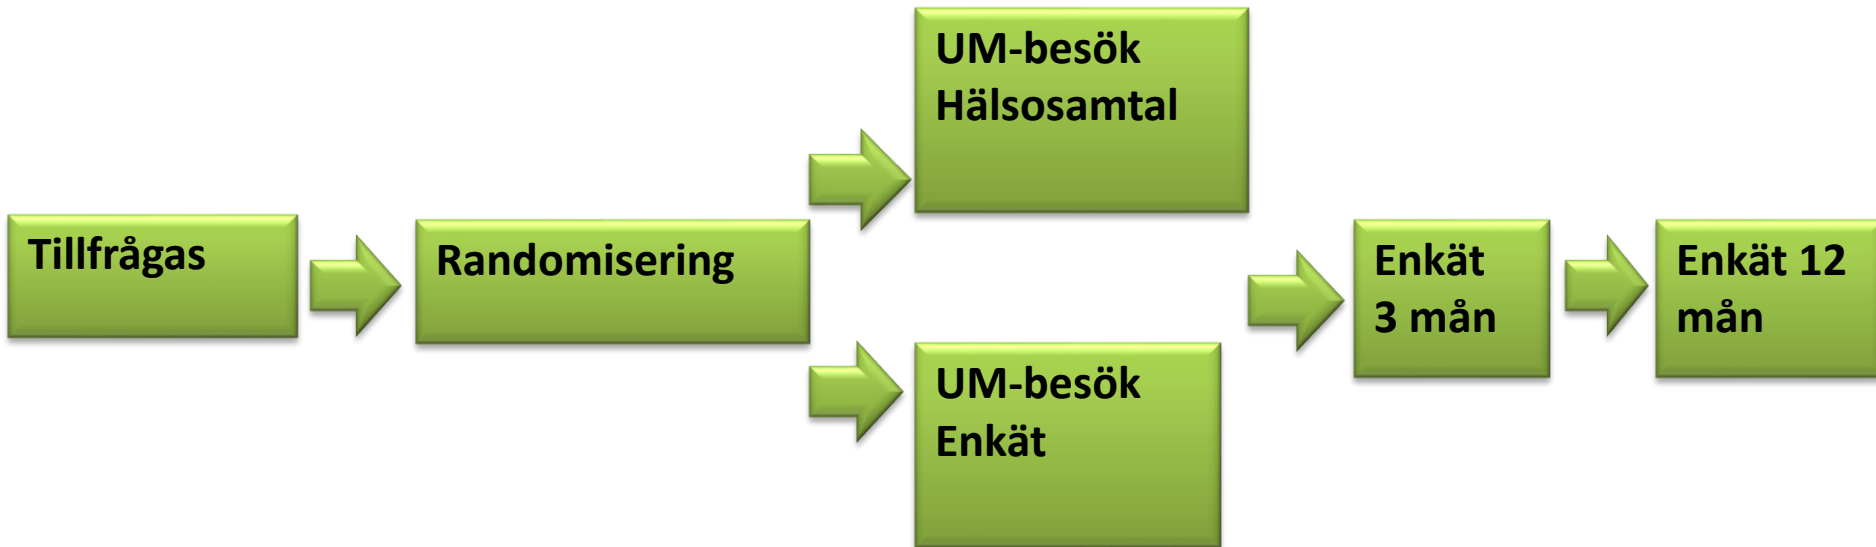 Tillfrågas
Randomisering
UM-besök
Hälsosamtal
UM-besök
Enkät
Enkät
3 mån
Enkät 12
mån